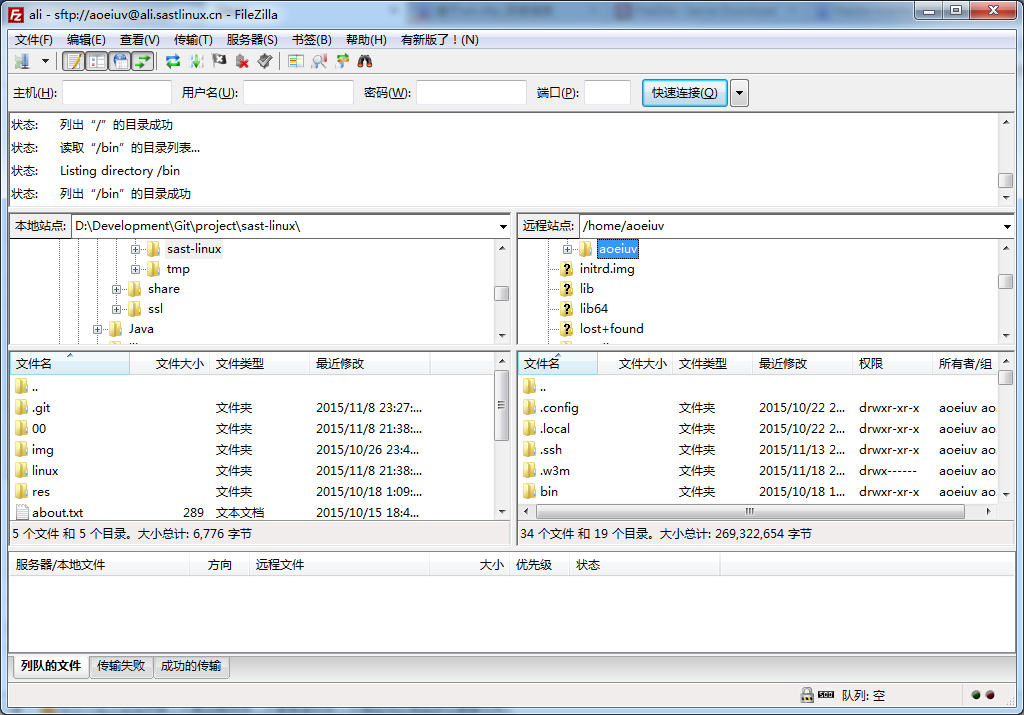 ali - sftp://aoeiuv@ali.sastlinux.cn - FileZilla
文件(F) 编辑(E) 查看(V) 传输(T) 服务器(S) 书签(B) 帮助(H) 有新版了！(N)
主机(H): 用户名(U): 密码(W): 端口(P): 快速连接(Q)
状态: 列出“/”的目录成功
状态: 读取“/bin”的目录列表...
状态: Listing directory /bin
状态: 列出“/bin”的目录成功
本地站点: D:\Development\Git\project\sast-linux\
sast-linux
tmp
share
ssl
Java
远程站点: /home/aoeiuv
aoeiuv
initrd.img
lib
lib64
lost+found
文件名 文件大小 文件类型 最近修改
..
.git 文件夹 2015/11/8 23:27:...
00 文件夹 2015/11/8 21:38:...
img 文件夹 2015/10/26 23:4...
linux 文件夹 2015/11/8 21:38:...
res 文件夹 2015/10/18 1:09:...
about.txt 289 文本文档 2015/10/15 18:4...
5 个文件 和 5 个目录。大小总计: 6,776 字节
文件名 文件大小 文件类型 最近修改 权限 所有者/组
..
.config 文件夹 2015/10/22 2... drwxr-xr-x aoeiuv ao
.local 文件夹 2015/10/22 2... drwxr-xr-x aoeiuv ao
.ssh 文件夹 2015/11/13 2... drwxr-xr-x aoeiuv ao
.w3m 文件夹 2015/11/18 2... drwx------ aoeiuv ao
bin 文件夹 2015/10/18 1... drwxr-xr-x aoeiuv ao
34 个文件 和 19 个目录。大小总计: 269,322,654 字节
服务器/本地文件 方向 远程文件 大小 优先级 状态
列队的文件 传输失败 成功的传输
队列: 空